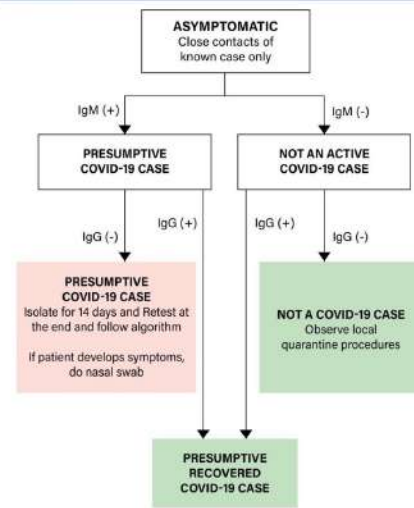 ASYMPTOMATIC
Close contacts of
known case only
IgM (+)
IgM (-)
PRESUMPTIVE
COVID-19 CASE
NOT AN ACTIVE
COVID-19 CASE
IgG (+)
IgG (+)
IgG (-)
IgG (-)
PRESUMPTIVE
COVID-19 CASE
Isolate for 14 days and Retest at
the end and follow algorithm
If patient develops symptoms,
do nasal swab
NOT A COVID-19 CASE
Observe local
quarantine procedures
PRESUMPTIVE
RECOVERED
COVID-19 CASE